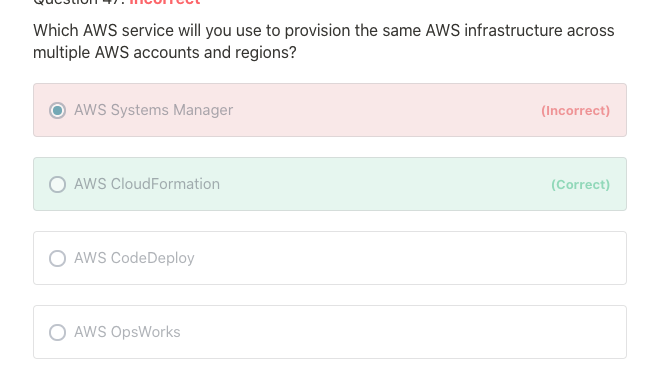 Question 47: Incorrect
Which AWS service will you use to provision the same AWS infrastructure across
multiple AWS accounts and regions?
AWS Systems Manager (Incorrect)
AWS CloudFormation (Correct)
AWS CodeDeploy
AWS OpsWorks